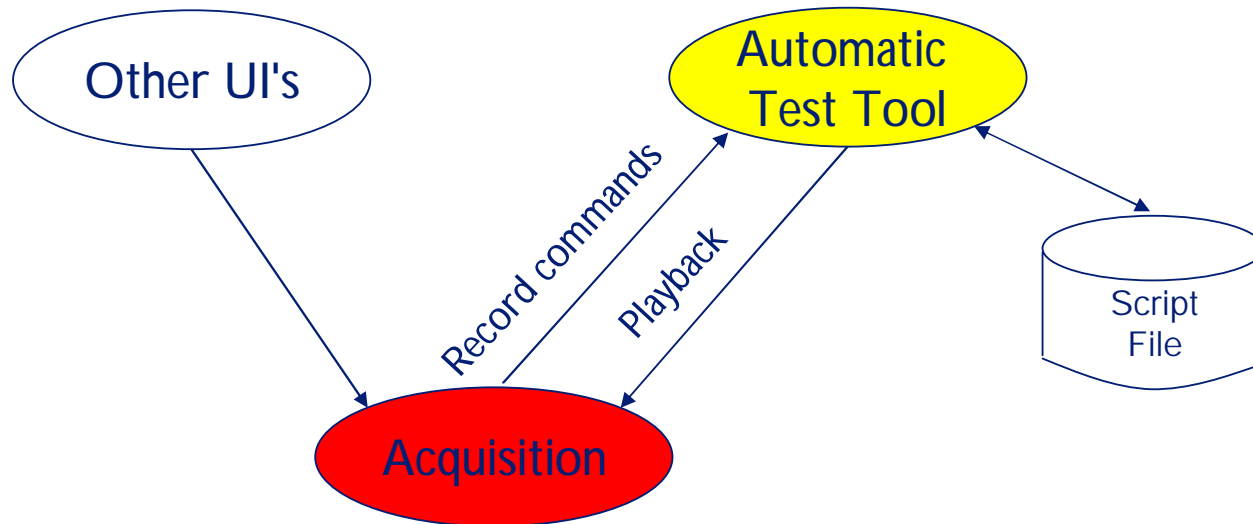 Other UI's
Automatic
Test Tool
Record commands
Playback
Script
File
Acquisition